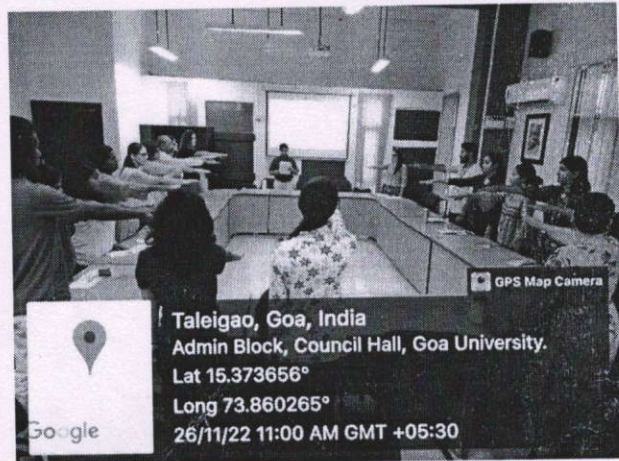 GPS Map Camera
Taleigao, Goa, India
Admin Block, Council Hall, Goa University.
Lat 15.373656°
Long 73.860265°
26/11/22 11:00 AM GMT +05:30
Google